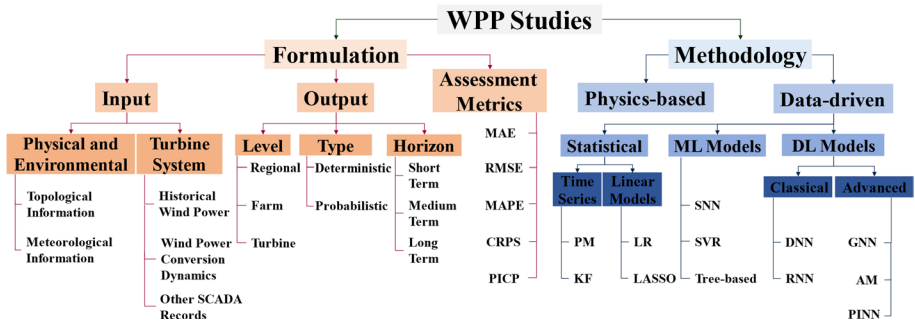 WPP Studies
Formulation
Methodology
Input
Output
Assessment
Metrics
Physics-based
Data-driven
Physical and
Environmental
Turbine
System
Level
Type
Horizon
Statistical
ML Models
DL Models
Time
Series
Linear
Models
Classical
Advanced
Topological
Information
Meteorological
Information
Historical
Wind Power
Wind Power
Conversion
Dynamics
Other SCADA
Records
Regional
Farm
Turbine
Deterministic
Probabilistic
Short
Term
Medium
Term
Long
Term
MAE
RMSE
MAPE
CRPS
PICP
PM
KF
LR
LASSO
SNN
SVR
Tree-based
DNN
RNN
GNN
AM
PINN